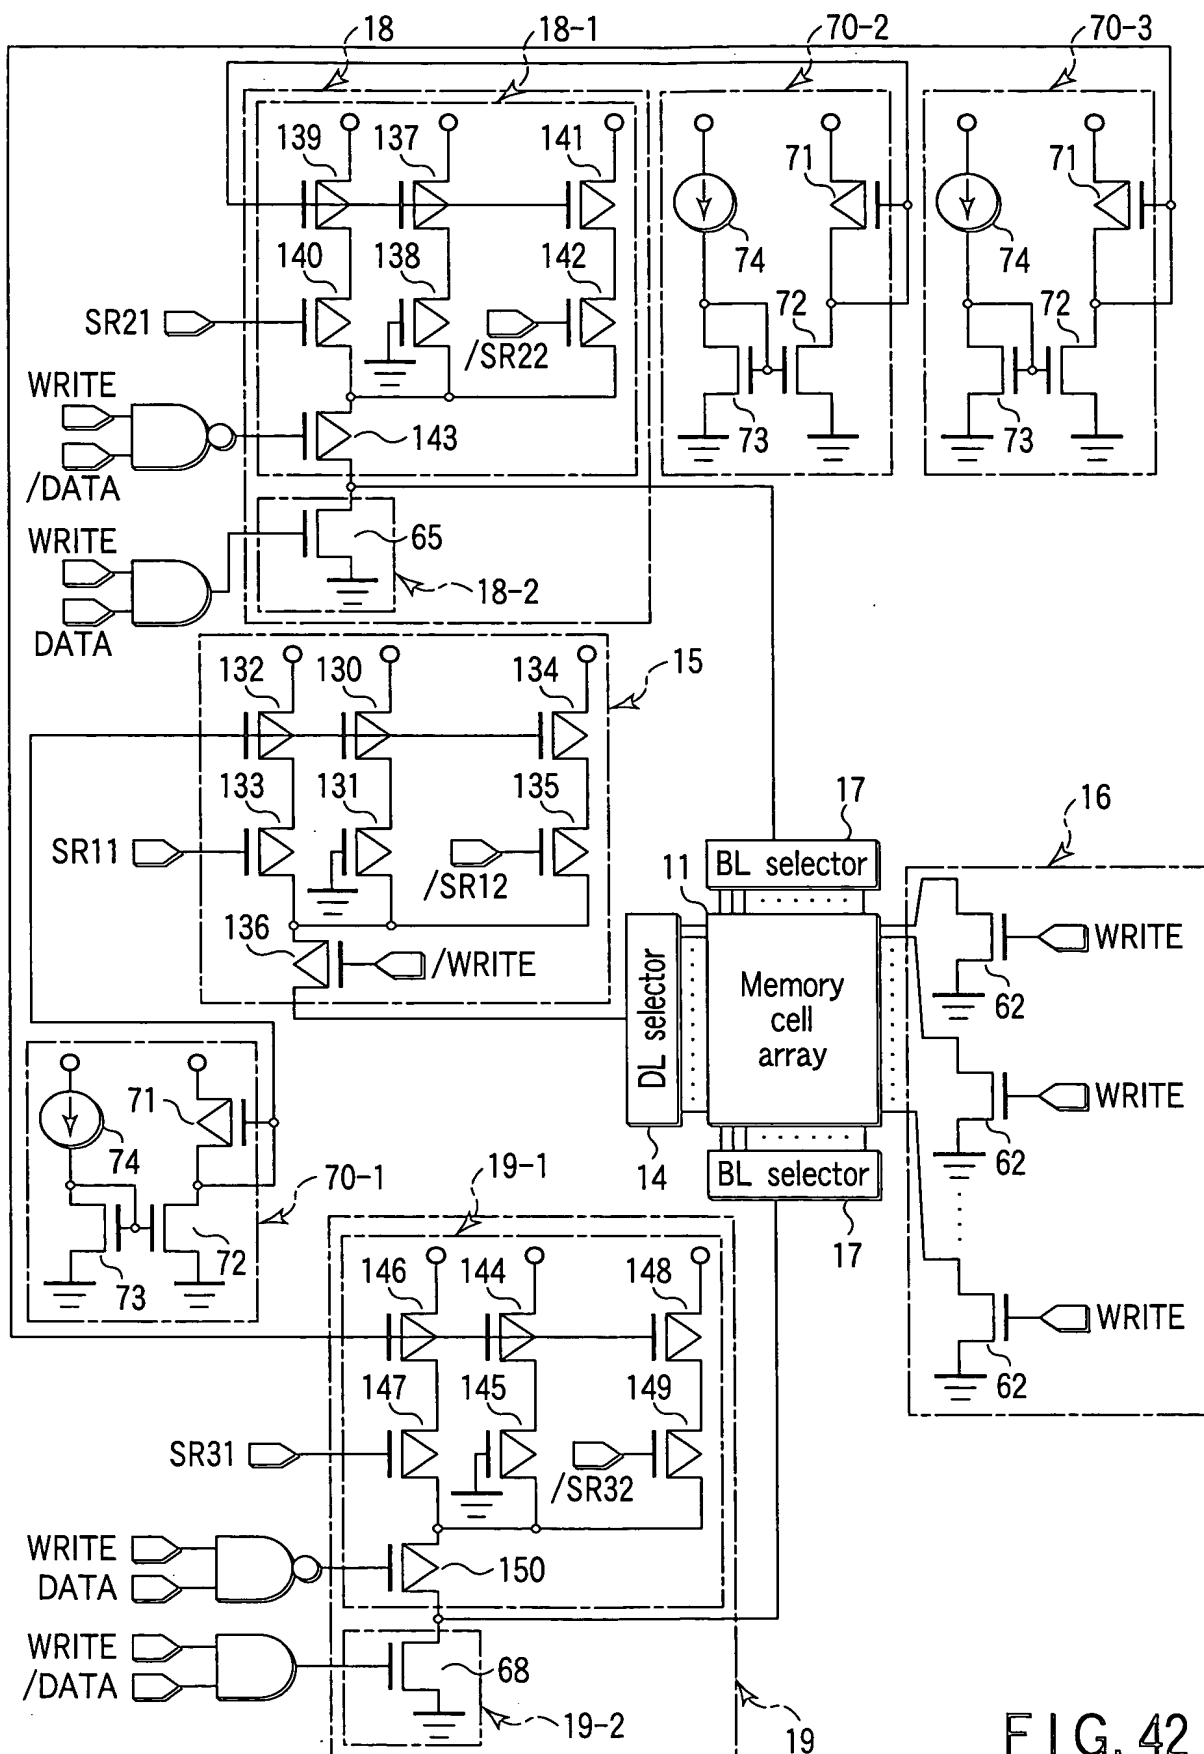 18
18-1
70-2
70-3
139
137
141
71
71
74
74
140
138
142
72
72
SR21
/SR22
WRITE
/DATA
143
73
73
WRITE
DATA
65
18-2
132
130
134
15
133
131
135
17
16
SR11
/SR12
BL selector
11
136
/WRITE
WRITE
DL selector
Memory
cell
array
62
71
74
WRITE
62
19-1
14
BL selector
70-1
17
72
73
146
144
148
WRITE
62
147
145
149
SR31
/SR32
WRITE
DATA
150
WRITE
/DATA
68
19-2
19
FIG. 42